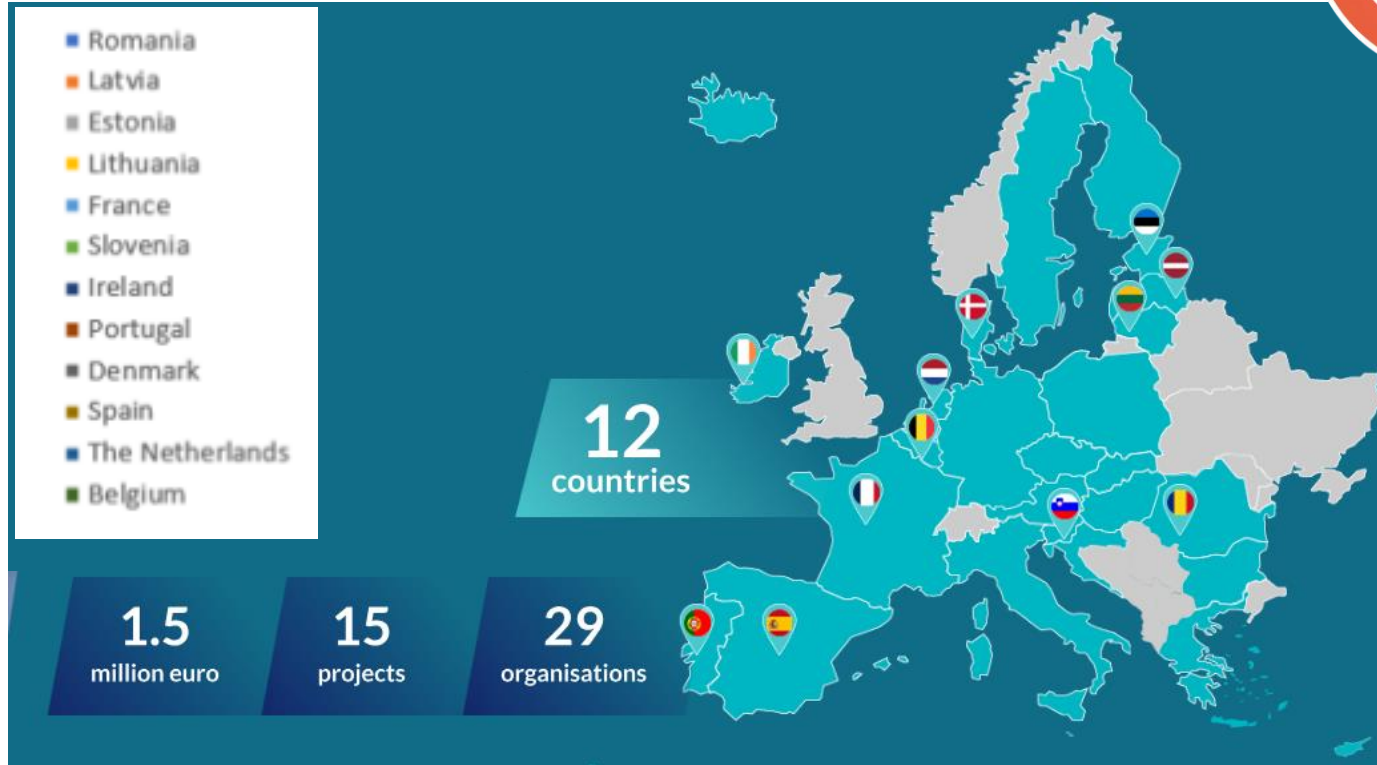 Romania
Latvia
Estonia
Lithuania
France
Slovenia
Ireland
Portugal
Denmark
Spain
The Netherlands
Belgium
12
countries
1.5
million euro
15
projects
29
organisations